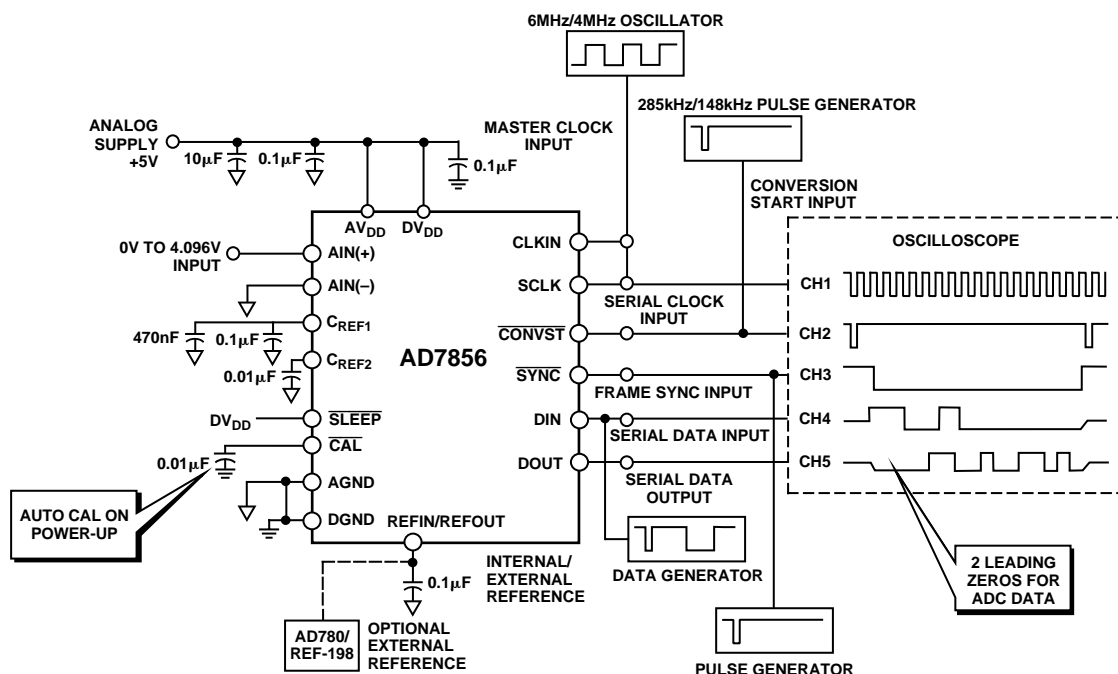 6MHz/4MHz OSCILLATOR
285kHz/148kHz PULSE GENERATOR
ANALOG
SUPPLY
+5V
10µF
0.1µF
0.1µF
MASTER CLOCK
INPUT
CONVERSION
START INPUT
AVDD
DVDD
0V TO 4.096V
INPUT
AIN(+)
AIN(–)
CREF1
470nF
0.1µF
CREF2
0.01µF
DVDD
SLEEP
CAL
0.01µF
AUTO CAL ON
POWER-UP
AGND
DGND
REFIN/REFOUT
AD7856
CLKIN
SCLK
CONVST
SYNC
DIN
DOUT
SERIAL CLOCK
INPUT
FRAME SYNC INPUT
SERIAL DATA INPUT
SERIAL DATA
OUTPUT
OSCILLOSCOPE
CH1
CH2
CH3
CH4
CH5
2 LEADING
ZEROS FOR
ADC DATA
DATA GENERATOR
PULSE GENERATOR
INTERNAL/
EXTERNAL
REFERENCE
0.1µF
AD780/
REF-198
OPTIONAL
EXTERNAL
REFERENCE